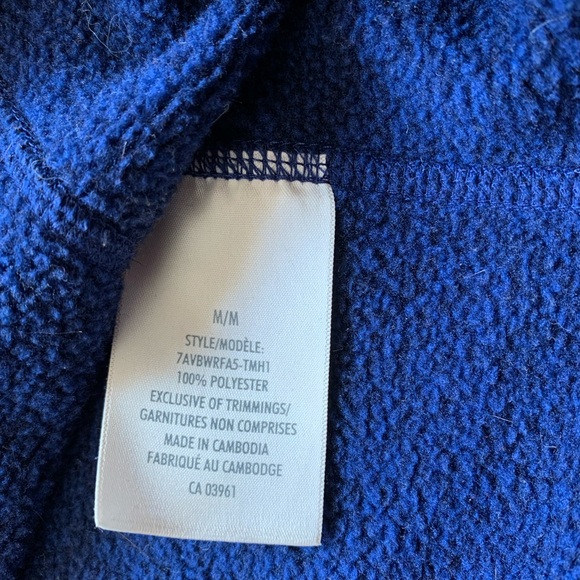 M/M
STYLE/MODÈLE:
7AVBWRFA5-TMH1
100% POLYESTER
EXCLUSIVE OF TRIMMINGS/
GARNITURES NON COMPRISES
MADE IN CAMBODIA
FABRIQUÉ AU CAMBODGE
CA 03961